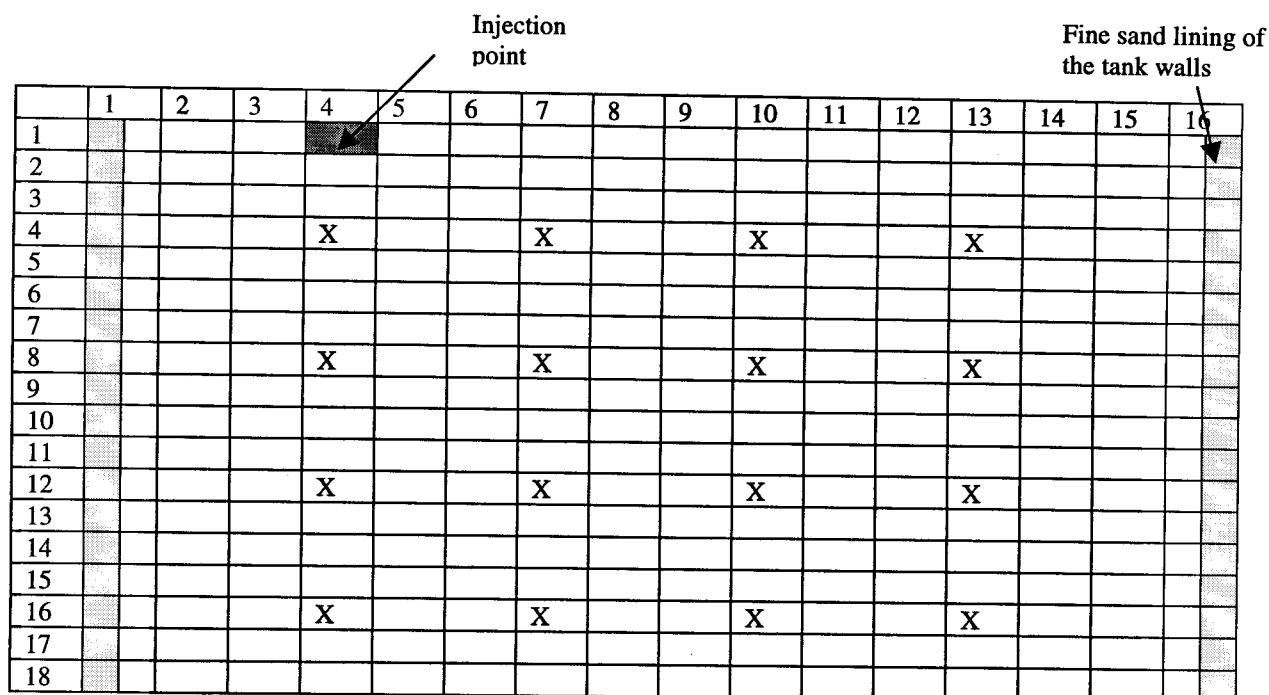 Injection
point
Fine sand lining of
the tank walls
1 2 3 4 5 6 7 8 9 10 11 12 13 14 15 16
1
2
3
4 X X X X
5
6
7
8 X X X X
9
10
11
12 X X X X
13
14
15
16 X X X X
17
18